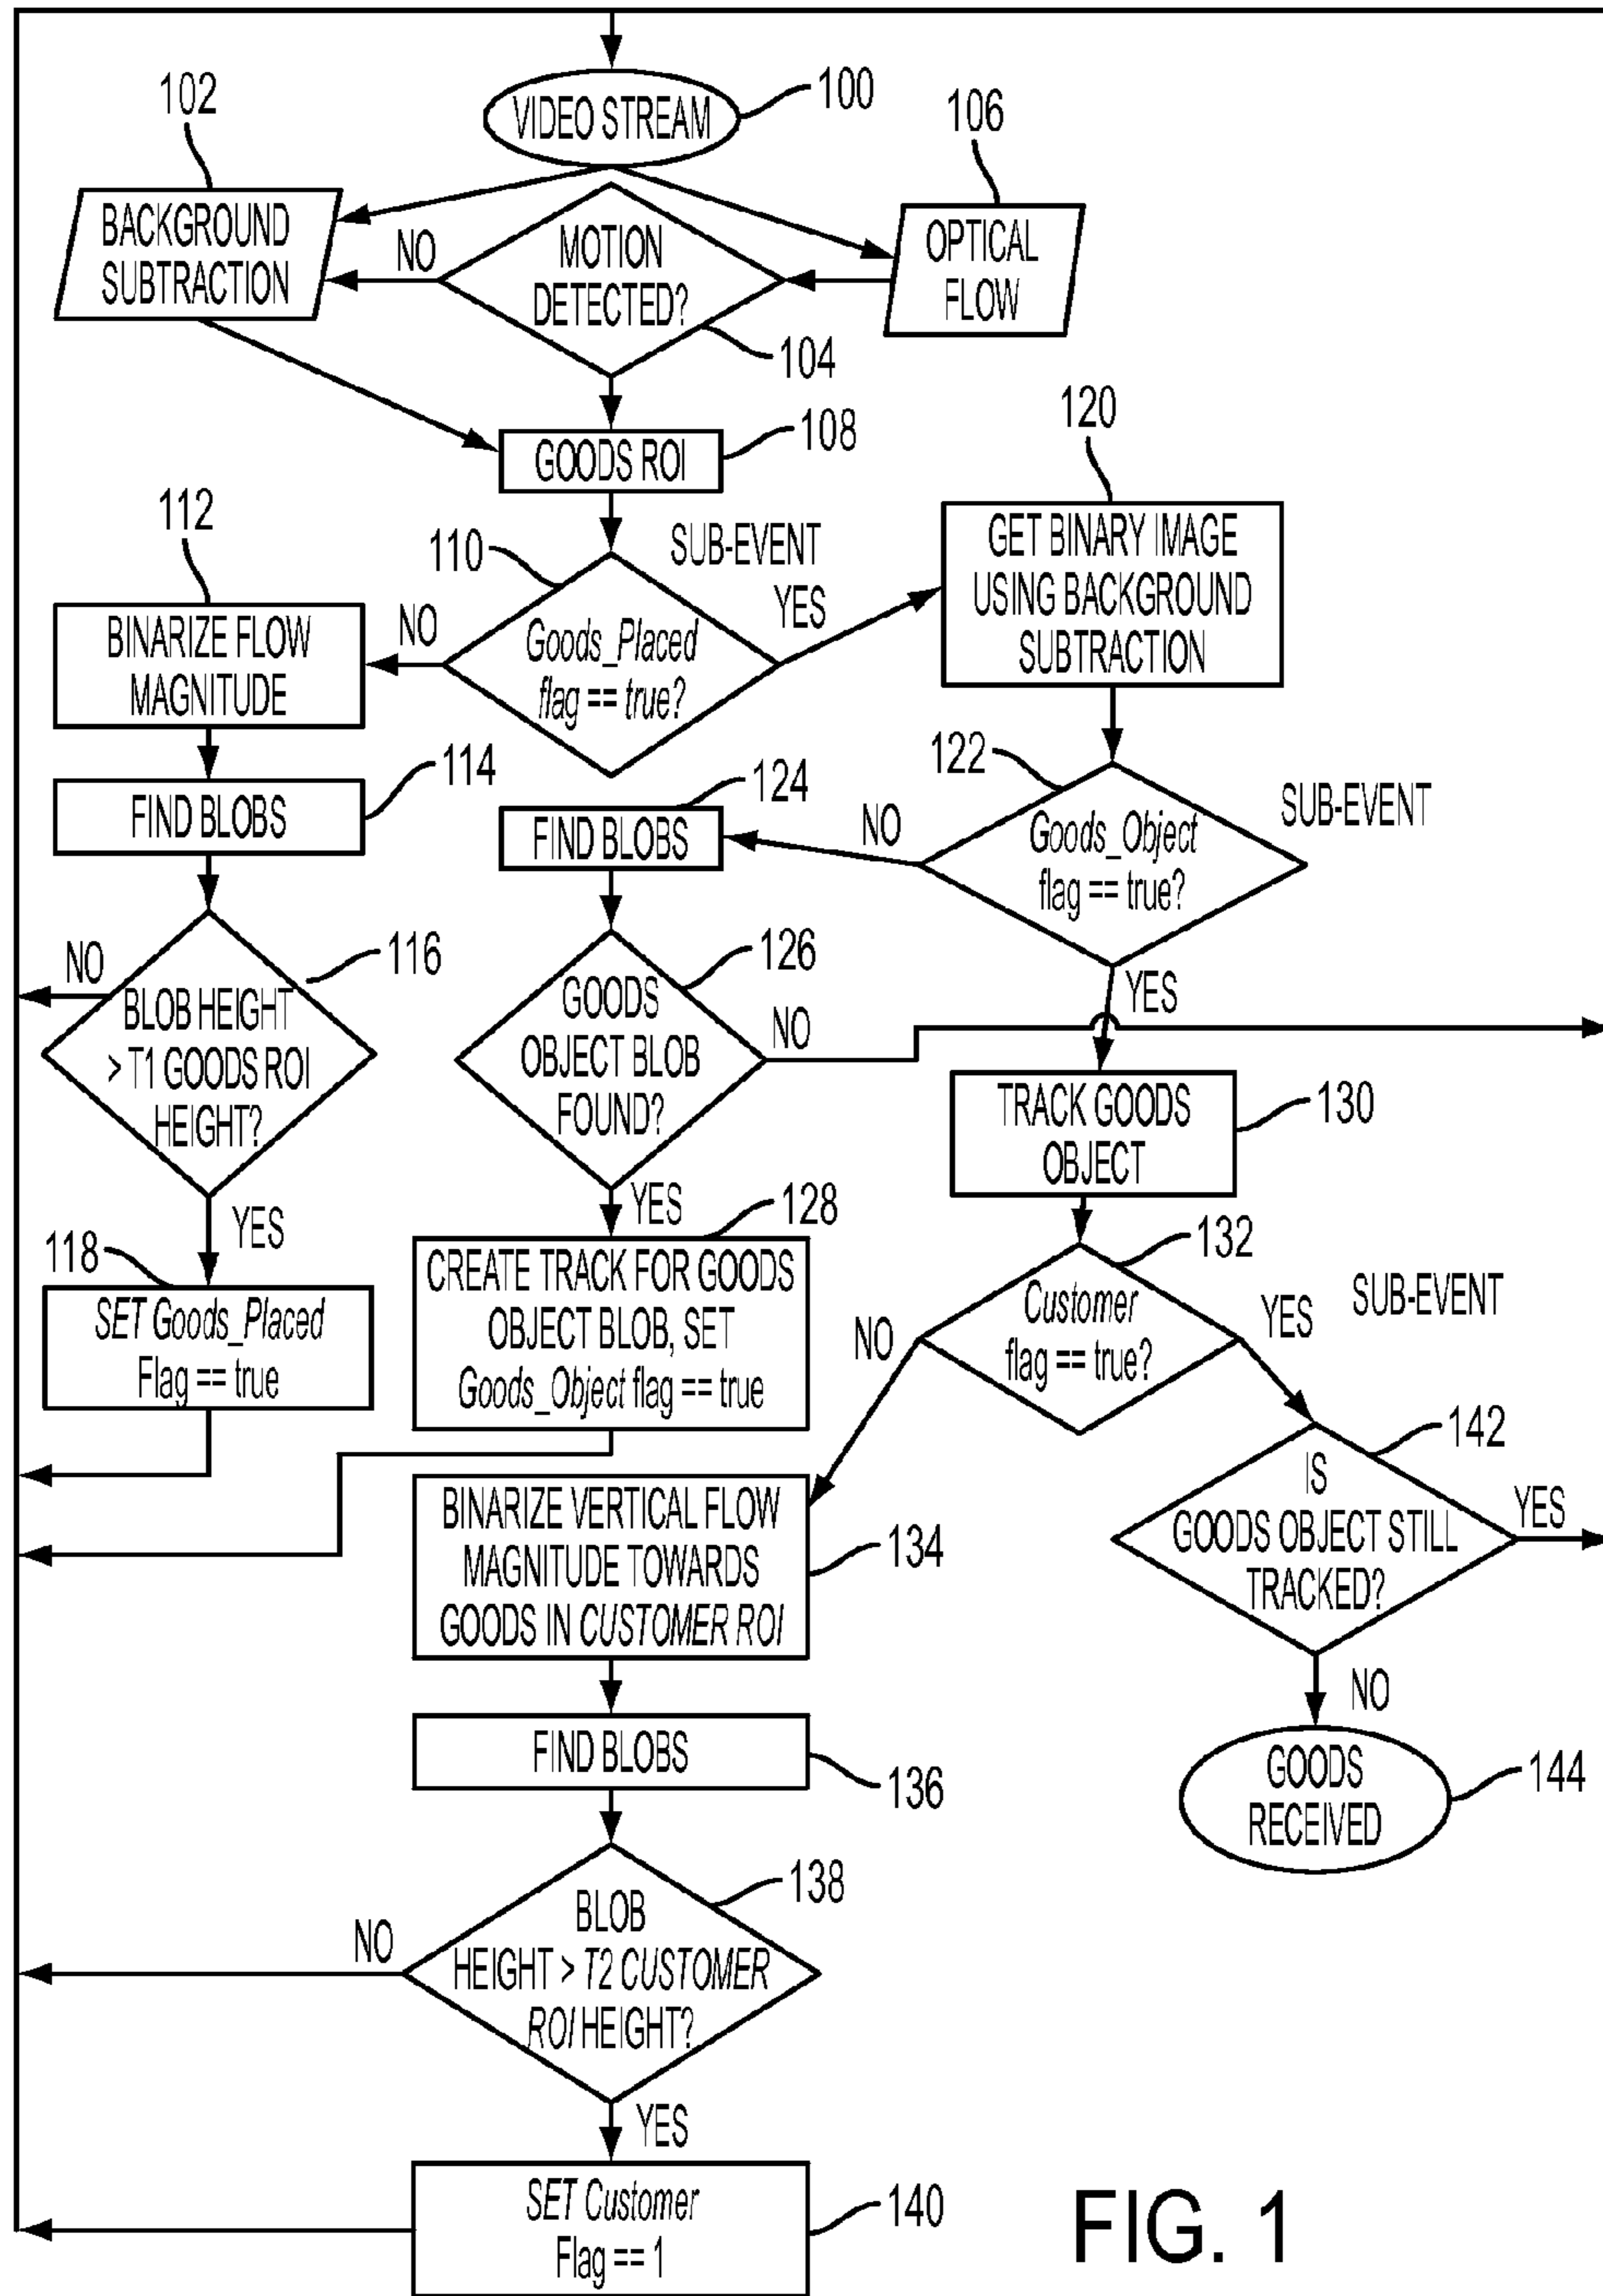 100
VIDEO STREAM
102
BACKGROUND
SUBTRACTION
NO
MOTION
DETECTED?
104
106
OPTICAL
FLOW
108
GOODS ROI
110
SUB-EVENT
Goods_Placed
flag == true?
NO
YES
112
BINARIZE FLOW
MAGNITUDE
114
FIND BLOBS
116
NO
BLOB HEIGHT
> T1 GOODS ROI
HEIGHT?
YES
118
SET Goods_Placed
Flag == true
120
GET BINARY IMAGE
USING BACKGROUND
SUBTRACTION
122
SUB-EVENT
Goods_Object
flag == true?
NO
YES
124
FIND BLOBS
126
GOODS
OBJECT BLOB
FOUND?
NO
YES
128
CREATE TRACK FOR GOODS
OBJECT BLOB, SET
Goods_Object flag == true
TRACK GOODS
OBJECT
130
132
Customer
flag == true?
NO
YES
SUB-EVENT
BINARIZE VERTICAL FLOW
MAGNITUDE TOWARDS
GOODS IN CUSTOMER ROI
134
FIND BLOBS
136
138
BLOB
HEIGHT > T2 CUSTOMER
ROI HEIGHT?
NO
YES
SET Customer
Flag == 1
140
142
IS
GOODS OBJECT STILL
TRACKED?
YES
NO
GOODS
RECEIVED
144
FIG. 1